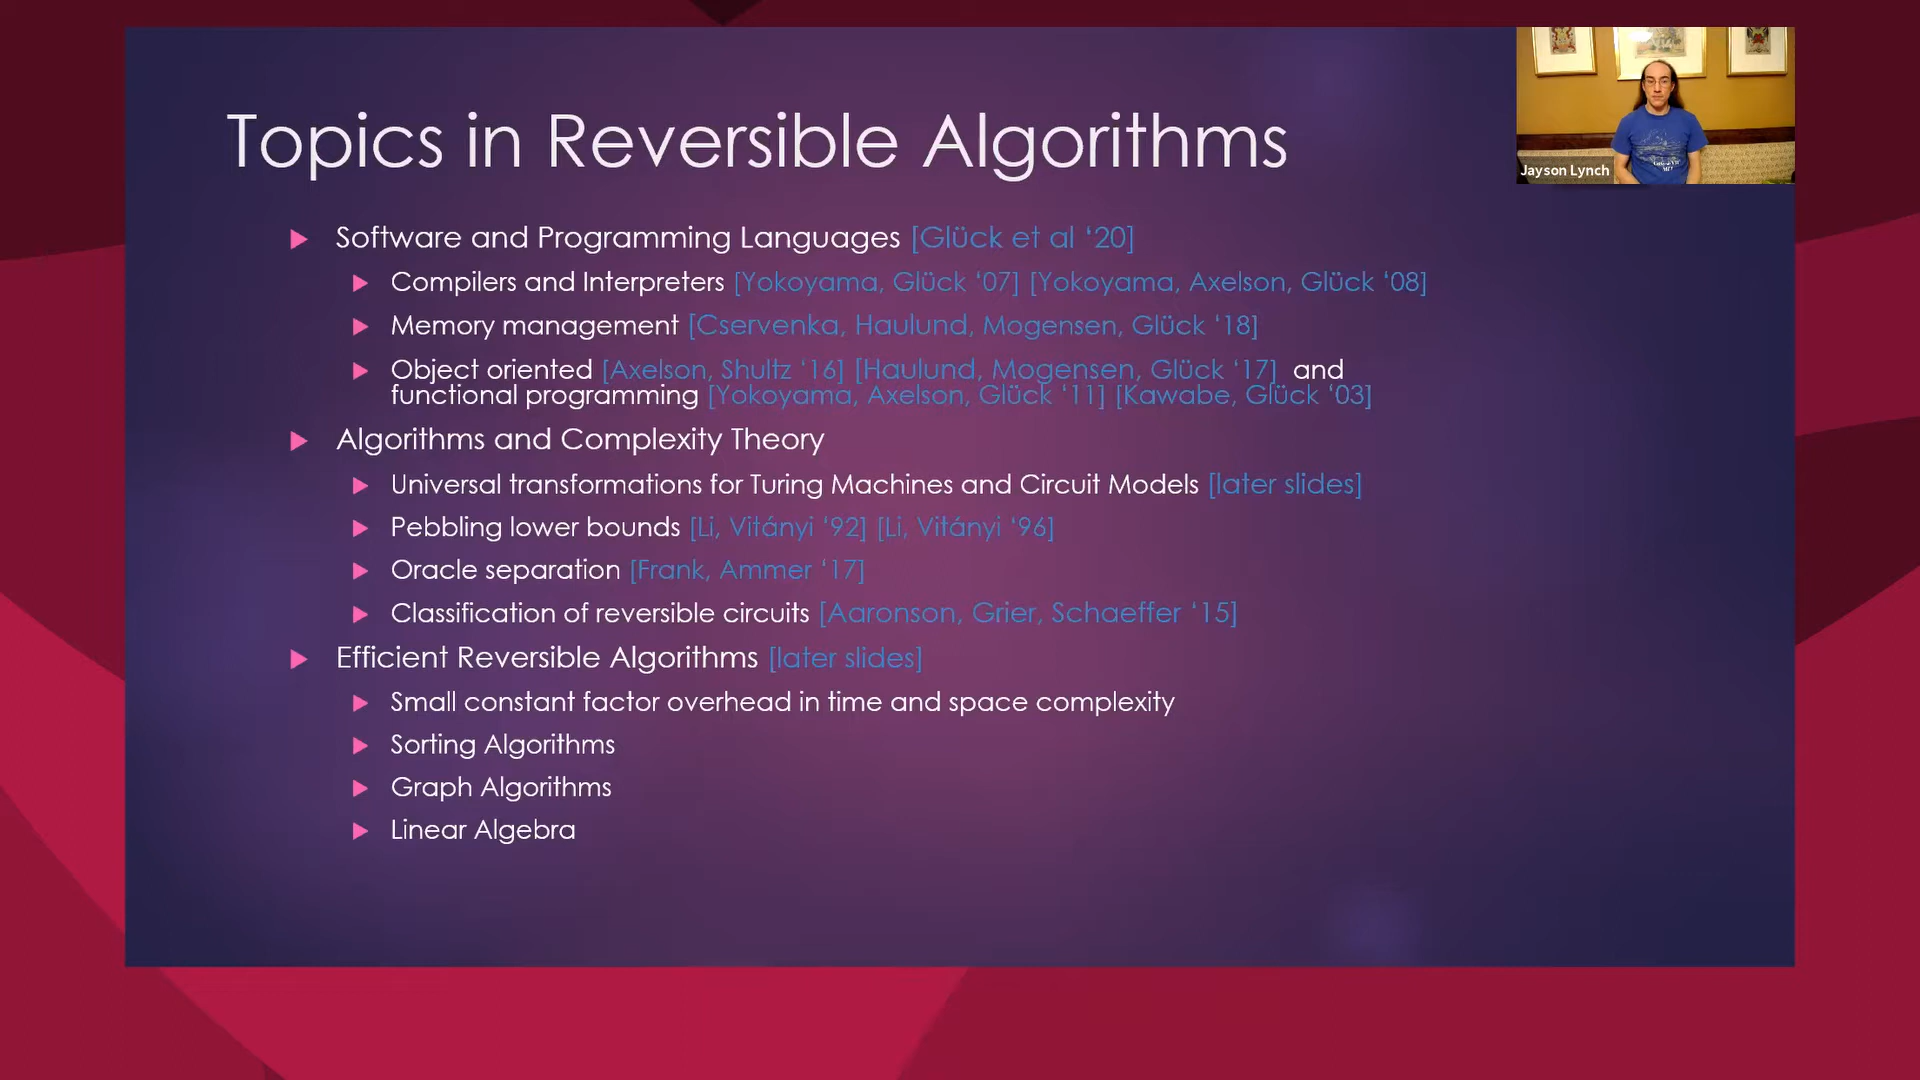 Topics in Reversible Algorithms
Jayson Lynch
Software and Programming Languages [Glück et al ‘20]
Compilers and Interpreters [Yokoyama, Glück ‘07] [Yokoyama, Axelson, Glück ‘08]
Memory management [Cservenka, Haulund, Mogensen, Glück ‘18]
Object oriented [Axelson, Shultz ‘16] [Haulund, Mogensen, Glück ‘17] and
functional programming [Yokoyama, Axelson, Glück ‘11] [Kawabe, Glück ‘03]
Algorithms and Complexity Theory
Universal transformations for Turing Machines and Circuit Models [later slides]
Pebbling lower bounds [Li, Vitányi ‘92] [Li, Vitányi ‘96]
Oracle separation [Frank, Ammer ‘17]
Classification of reversible circuits [Aaronson, Grier, Schaeffer ‘15]
Efficient Reversible Algorithms [later slides]
Small constant factor overhead in time and space complexity
Sorting Algorithms
Graph Algorithms
Linear Algebra